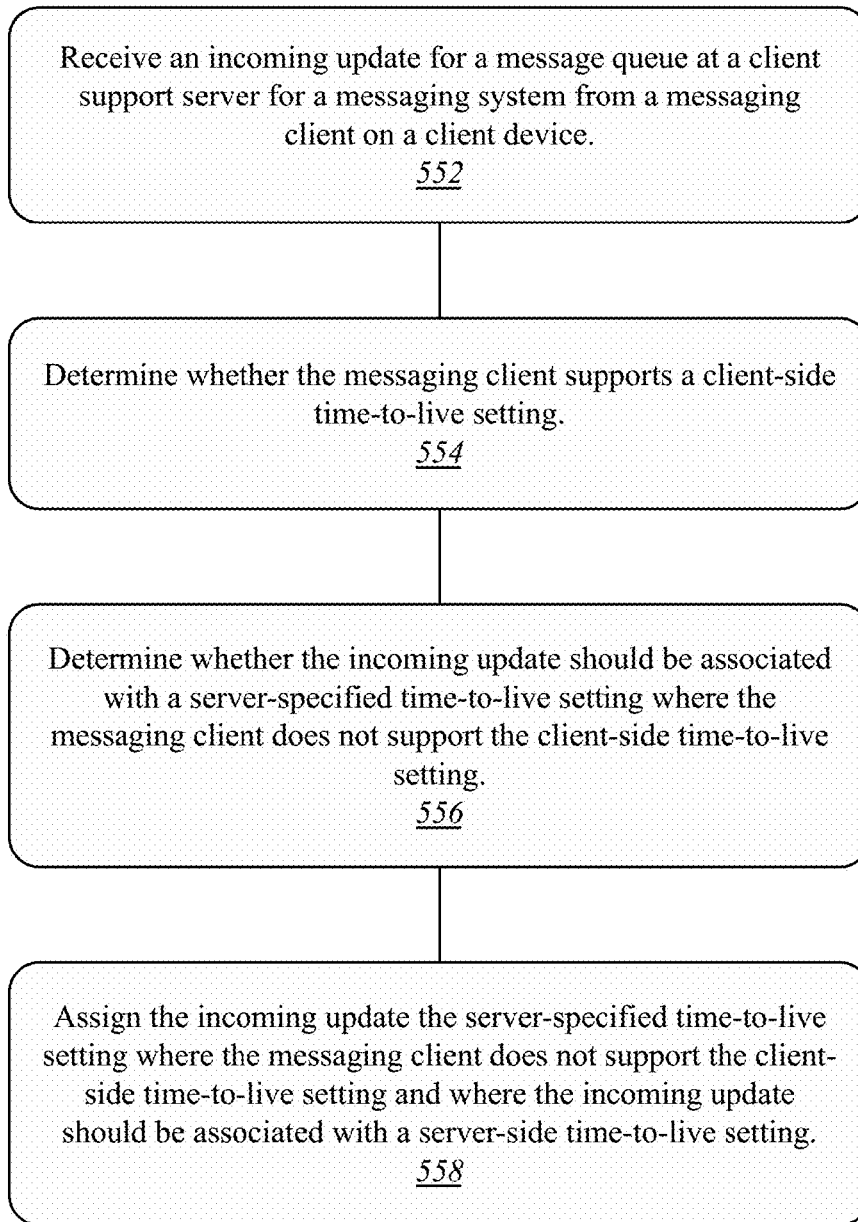 Receive an incoming update for a message queue at a client
support server for a messaging system from a messaging
client on a client device.
552
Determine whether the messaging client supports a client-side
time-to-live setting.
554
Determine whether the incoming update should be associated
with a server-specified time-to-live setting where the
messaging client does not support the client-side time-to-live
setting.
556
Assign the incoming update the server-specified time-to-live
setting where the messaging client does not support the client-
side time-to-live setting and where the incoming update
should be associated with a server-side time-to-live setting.
558